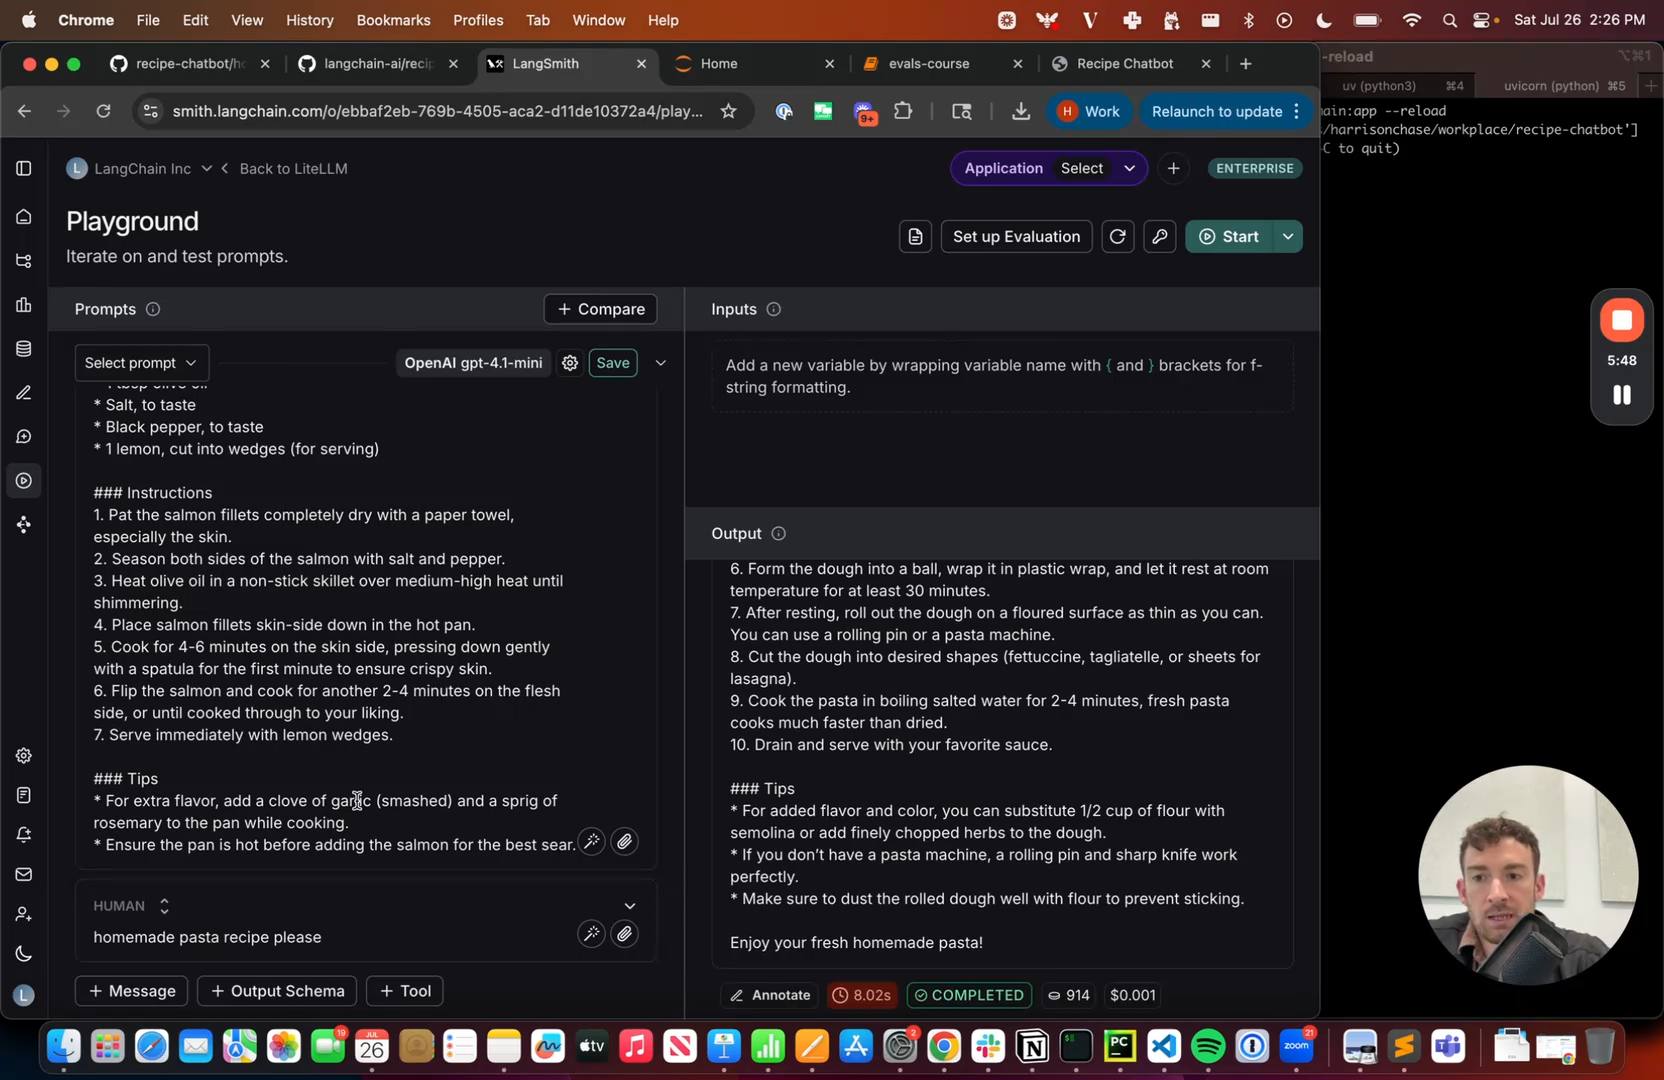 Chrome File Edit View History Bookmarks Profiles Tab Window Help
Sat Jul 26 2:26 PM
recipe-chatbot/h
langchain-ai/recip
LangSmith
Home
evals-course
Recipe Chatbot
-reload
⌥⌘1
smith.langchain.com/o/ebbaf2eb-769b-4505-aca2-d11de10372a4/play...
9+
H Work
Relaunch to update
uv (python3) ⌘4
uvicorn (python) ⌘5
main:app --reload
s/harrisonchase/workplace/recipe-chatbot']
-C to quit)
L LangChain Inc
Back to LiteLLM
Application Select
ENTERPRISE
Playground
Iterate on and test prompts.
Set up Evaluation
Start
Prompts
+ Compare
Select prompt
OpenAI gpt-4.1-mini
Save
* Salt, to taste
* Black pepper, to taste
* 1 lemon, cut into wedges (for serving)
### Instructions
1. Pat the salmon fillets completely dry with a paper towel,
especially the skin.
2. Season both sides of the salmon with salt and pepper.
3. Heat olive oil in a non-stick skillet over medium-high heat until
shimmering.
4. Place salmon fillets skin-side down in the hot pan.
5. Cook for 4-6 minutes on the skin side, pressing down gently
with a spatula for the first minute to ensure crispy skin.
6. Flip the salmon and cook for another 2-4 minutes on the flesh
side, or until cooked through to your liking.
7. Serve immediately with lemon wedges.
### Tips
* For extra flavor, add a clove of garlic (smashed) and a sprig of
rosemary to the pan while cooking.
* Ensure the pan is hot before adding the salmon for the best sear.
HUMAN
homemade pasta recipe please
+ Message
+ Output Schema
+ Tool
Inputs
Add a new variable by wrapping variable name with { and } brackets for f-
string formatting.
Output
6. Form the dough into a ball, wrap it in plastic wrap, and let it rest at room
temperature for at least 30 minutes.
7. After resting, roll out the dough on a floured surface as thin as you can.
You can use a rolling pin or a pasta machine.
8. Cut the dough into desired shapes (fettuccine, tagliatelle, or sheets for
lasagna).
9. Cook the pasta in boiling salted water for 2-4 minutes, fresh pasta
cooks much faster than dried.
10. Drain and serve with your favorite sauce.
### Tips
* For added flavor and color, you can substitute 1/2 cup of flour with
semolina or add finely chopped herbs to the dough.
* If you don't have a pasta machine, a rolling pin and sharp knife work
perfectly.
* Make sure to dust the rolled dough well with flour to prevent sticking.
Enjoy your fresh homemade pasta!
Annotate
8.02s
COMPLETED
914
$0.001
5:48
L
19
JUL
26
tv
2
PC
zoom
21